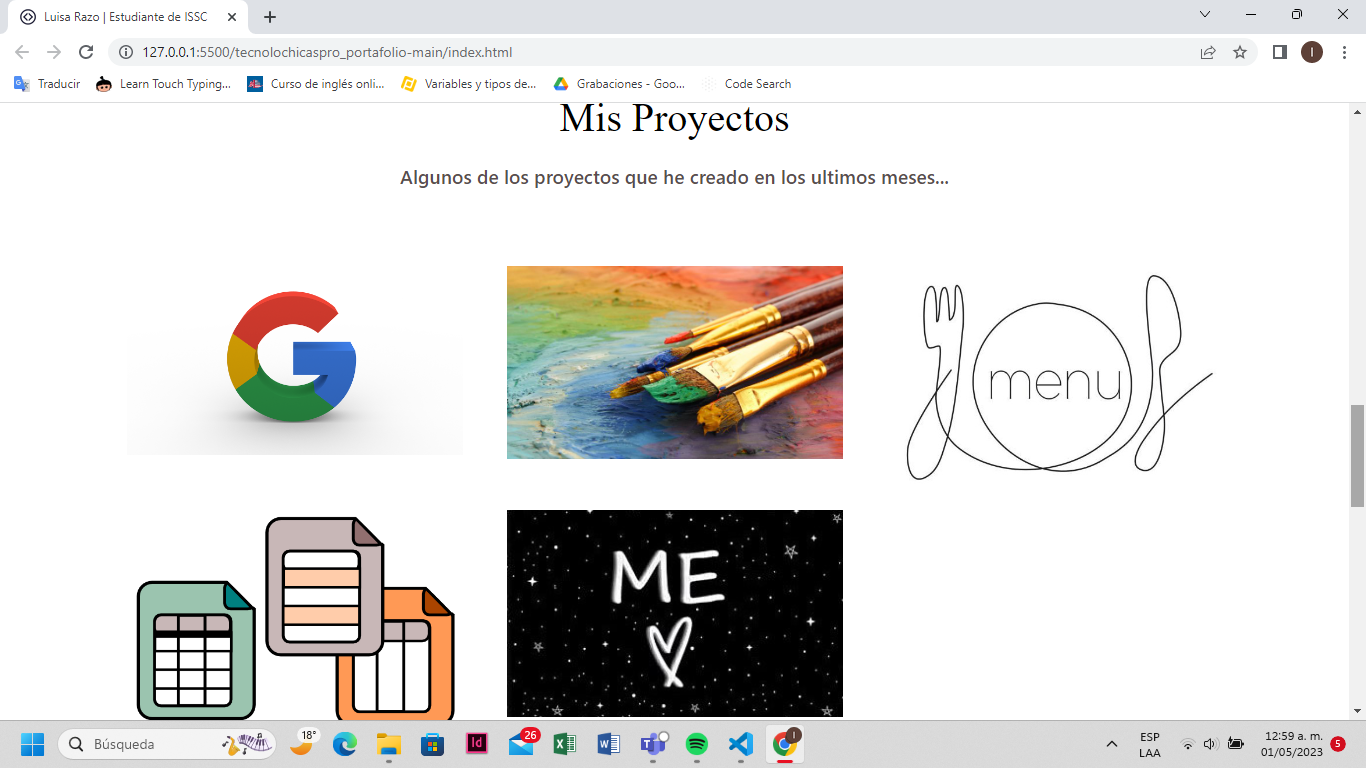 Luisa Razo | Estudiante de ISSC
127.0.0.1:5500/tecnolochicaspro_portafolio-main/index.html
I
Traducir
Learn Touch Typing...
Curso de inglés onli...
Variables y tipos de...
Grabaciones - Goo...
Code Search
Mis Proyectos
Algunos de los proyectos que he creado en los ultimos meses...
G
menu
ME
Búsqueda
18°
Id
26
I
ESP
LAA
12:59 a. m.
01/05/2023
5